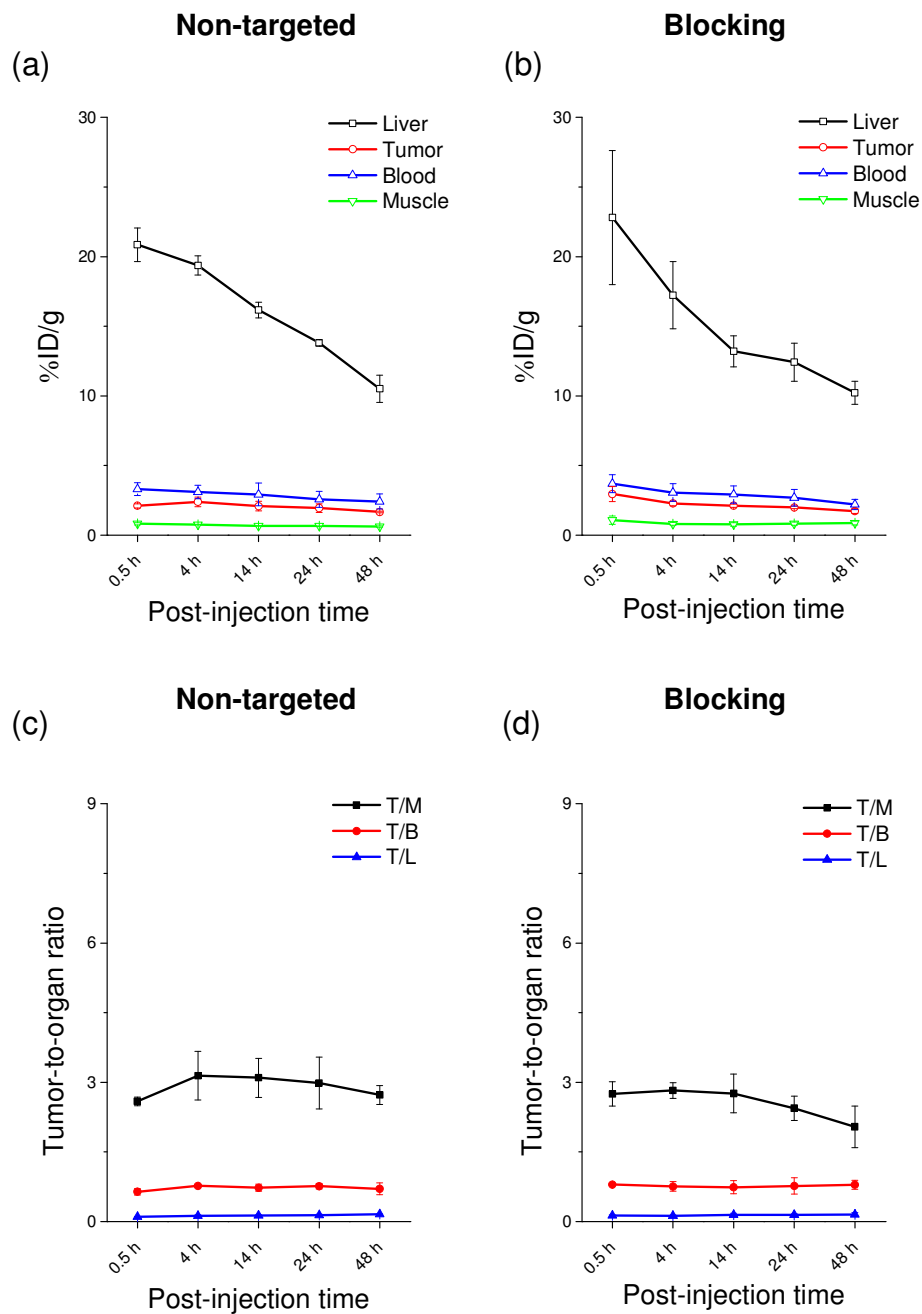 Non-targeted
Blocking
(a)
(b)
30
20
10
0
%ID/g
Liver
Tumor
Blood
Muscle
0.5 h
4 h
14 h
24 h
48 h
Post-injection time
30
20
10
0
%ID/g
Liver
Tumor
Blood
Muscle
0.5 h
4 h
14 h
24 h
48 h
Post-injection time
Non-targeted
Blocking
(c)
(d)
9
6
3
0
Tumor-to-organ ratio
T/M
T/B
T/L
0.5 h
4 h
14 h
24 h
48 h
Post-injection time
9
6
3
0
Tumor-to-organ ratio
T/M
T/B
T/L
0.5 h
4 h
14 h
24 h
48 h
Post-injection time